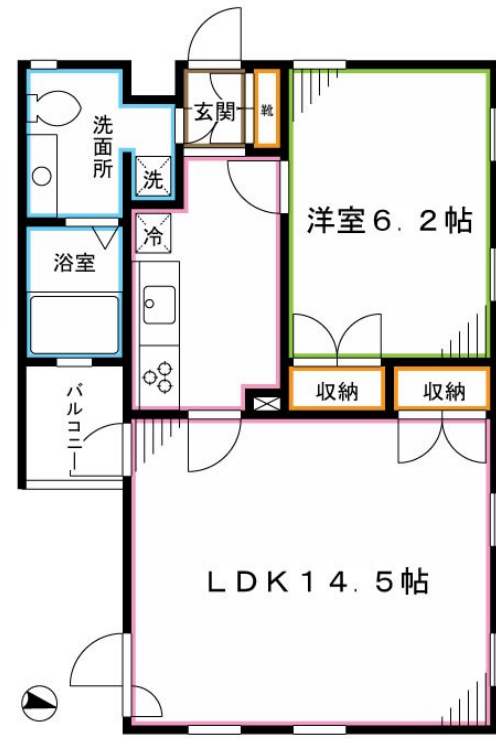 玄関
靴
洗面所
洗
洋室6.2帖
冷
浴室
収納
収納
バルコニー
LDK14.5帖